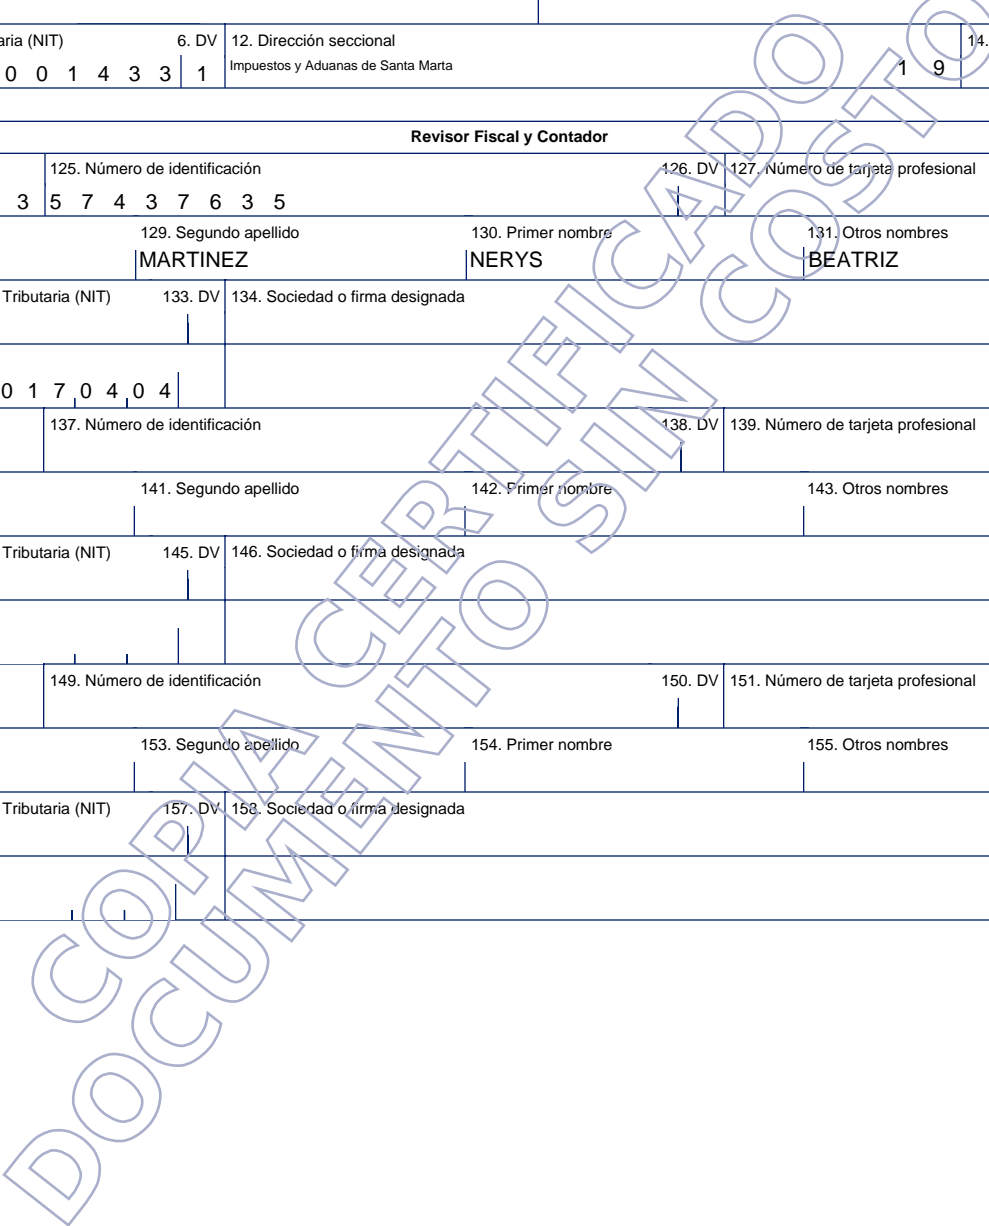 aria (NIT) 6. DV 12. Dirección seccional 14.
0 0 1 4 3 3 1 Impuestos y Aduanas de Santa Marta 1 9
Revisor Fiscal y Contador
125. Número de identificación 126. DV 127. Número de tarjeta profesional
3 5 7 4 3 7 6 3 5
129. Segundo apellido 130. Primer nombre 131. Otros nombres
MARTINEZ NERYS BEATRIZ
Tributaria (NIT) 133. DV 134. Sociedad o firma designada
0 1 7 0 4 0 4
137. Número de identificación 138. DV 139. Número de tarjeta profesional
141. Segundo apellido 142. Primer nombre 143. Otros nombres
Tributaria (NIT) 145. DV 146. Sociedad o firma designada
149. Número de identificación 150. DV 151. Número de tarjeta profesional
153. Segundo apellido 154. Primer nombre 155. Otros nombres
Tributaria (NIT) 157. DV 158. Sociedad o firma designada
COPIA CERTIFICADO
DOCUMENTO SIN COSTO